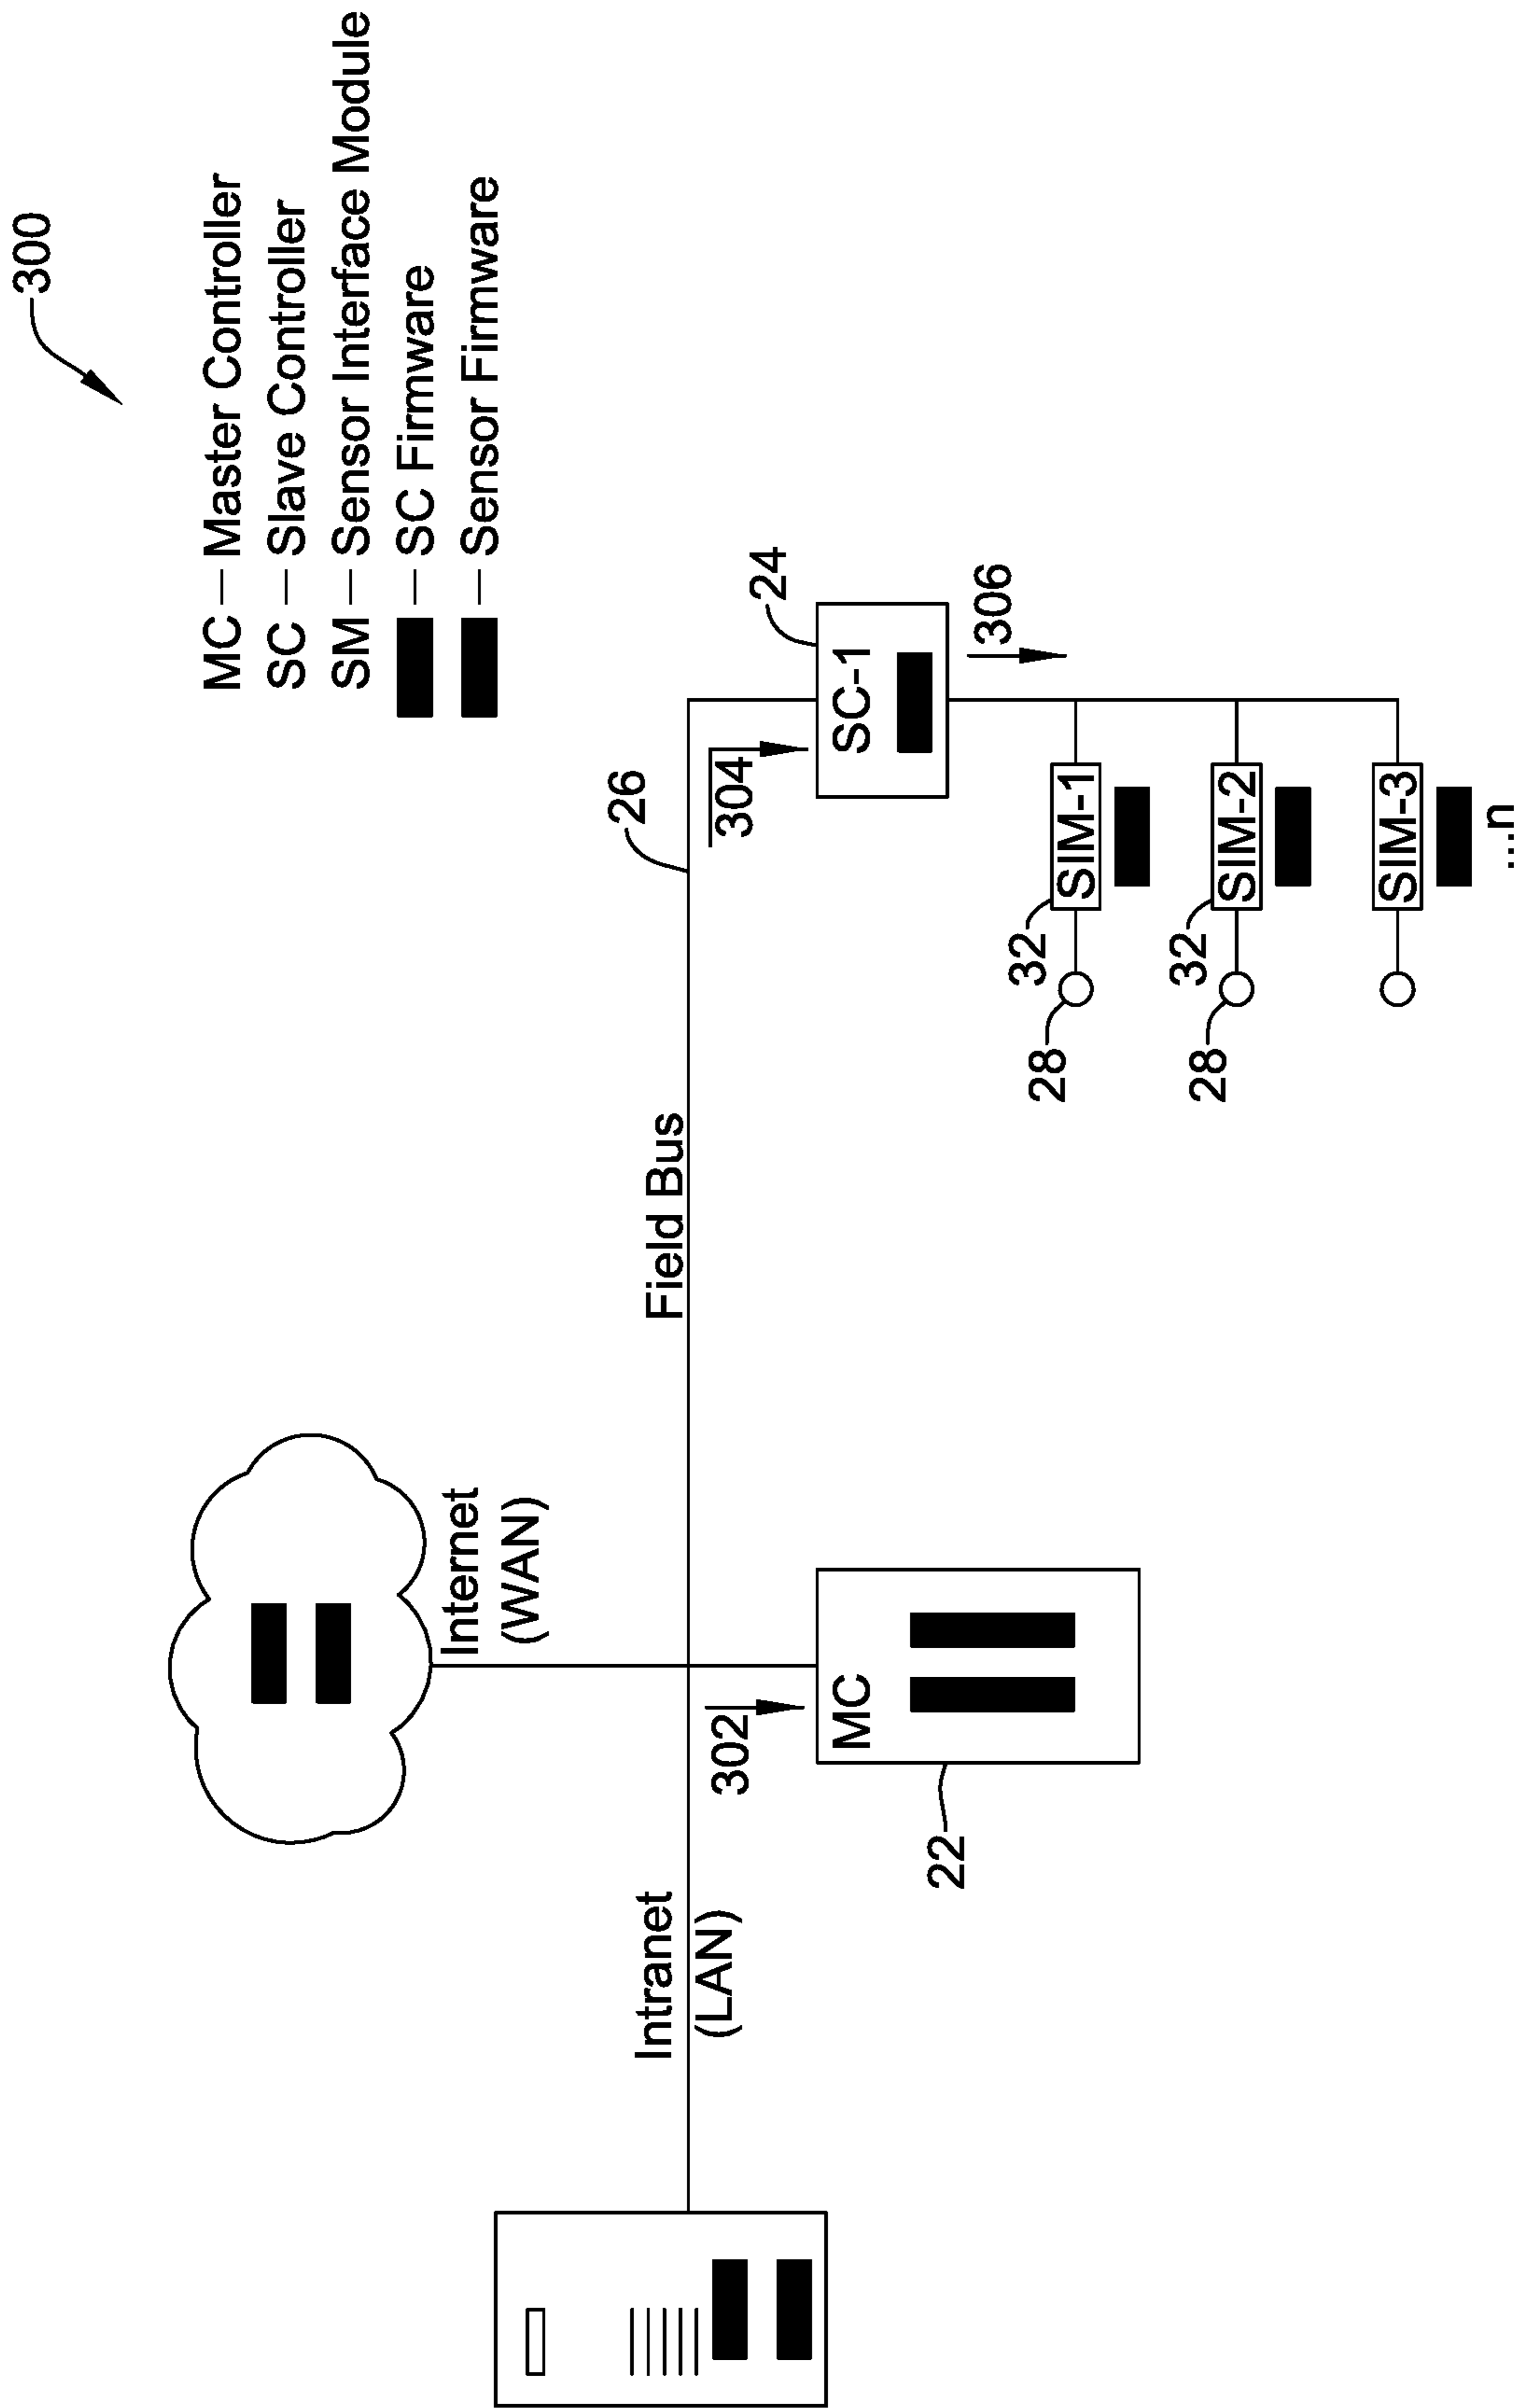 300
MC — Master Controller
SC — Slave Controller
SM — Sensor Interface Module
— SC Firmware
— Sensor Firmware
Internet
(WAN)
Intranet
(LAN)
Field Bus
26
302
304
MC
22
SC-1
24
306
28
32
SIM-1
28
32
SIM-2
SIM-3
...n